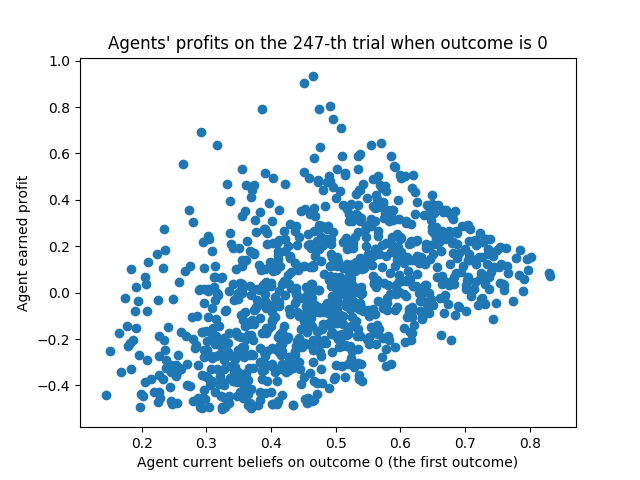 Agents' profits on the 247-th trial when outcome is 0
1.0
0.8
0.6
0.4
0.2
0.0
−0.2
−0.4
Agent earned profit
0.2 0.3 0.4 0.5 0.6 0.7 0.8
Agent current beliefs on outcome 0 (the first outcome)